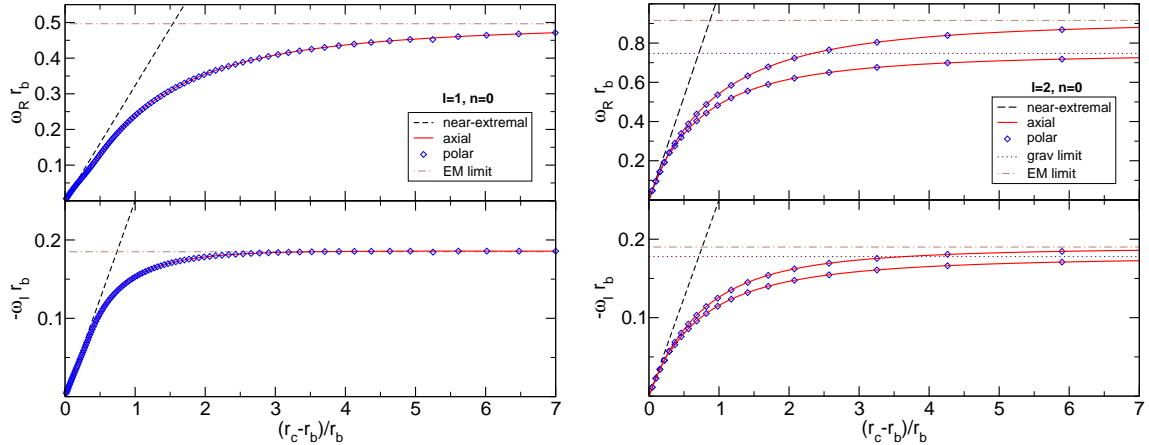 0.5
0.4
0.3
0.2
0.1
ω_R r_b
l=1, n=0
near-extremal
axial
polar
EM limit
0.2
0.1
-ω_I r_b
0 1 2 3 4 5 6 7
(r_c-r_b)/r_b
0.8
0.6
0.4
0.2
ω_R r_b
l=2, n=0
near-extremal
axial
polar
grav limit
EM limit
0.2
0.1
-ω_I r_b
0 1 2 3 4 5 6 7
(r_c-r_b)/r_b